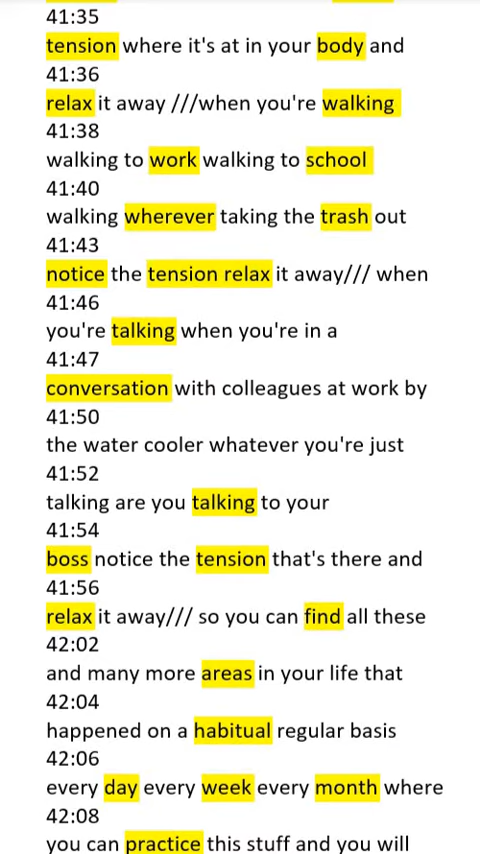 41:35
tension where it's at in your body and
41:36
relax it away ///when you're walking
41:38
walking to work walking to school
41:40
walking wherever taking the trash out
41:43
notice the tension relax it away/// when
41:46
you're talking when you're in a
41:47
conversation with colleagues at work by
41:50
the water cooler whatever you're just
41:52
talking are you talking to your
41:54
boss notice the tension that's there and
41:56
relax it away/// so you can find all these
42:02
and many more areas in your life that
42:04
happened on a habitual regular basis
42:06
every day every week every month where
42:08
you can practice this stuff and you will